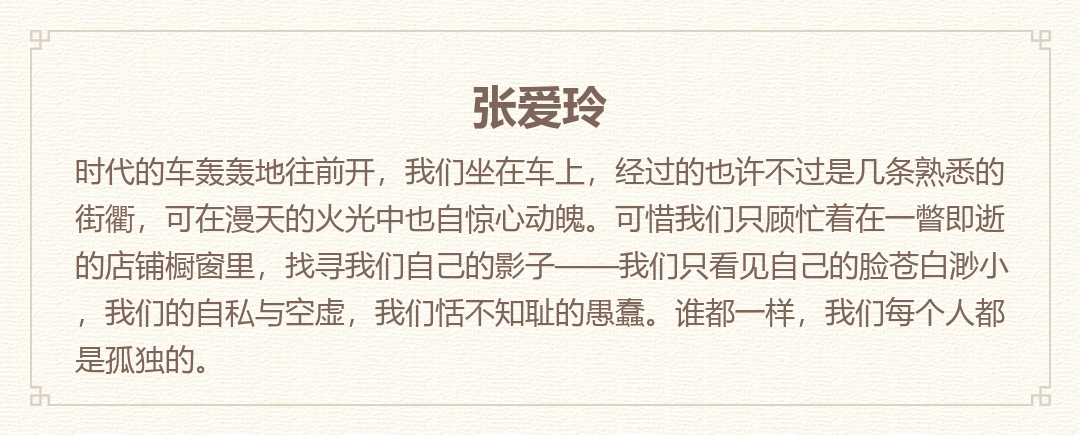 张爱玲
时代的车轰轰地往前开，我们坐在车上，经过的也许不过是几条熟悉的
街衢，可在漫天的火光中也自惊心动魄。可惜我们只顾忙着在一瞥即逝
的店铺橱窗里，找寻我们自己的影子——我们只看见自己的脸苍白渺小
，我们的自私与空虚，我们恬不知耻的愚蠢。谁都一样，我们每个人都
是孤独的。